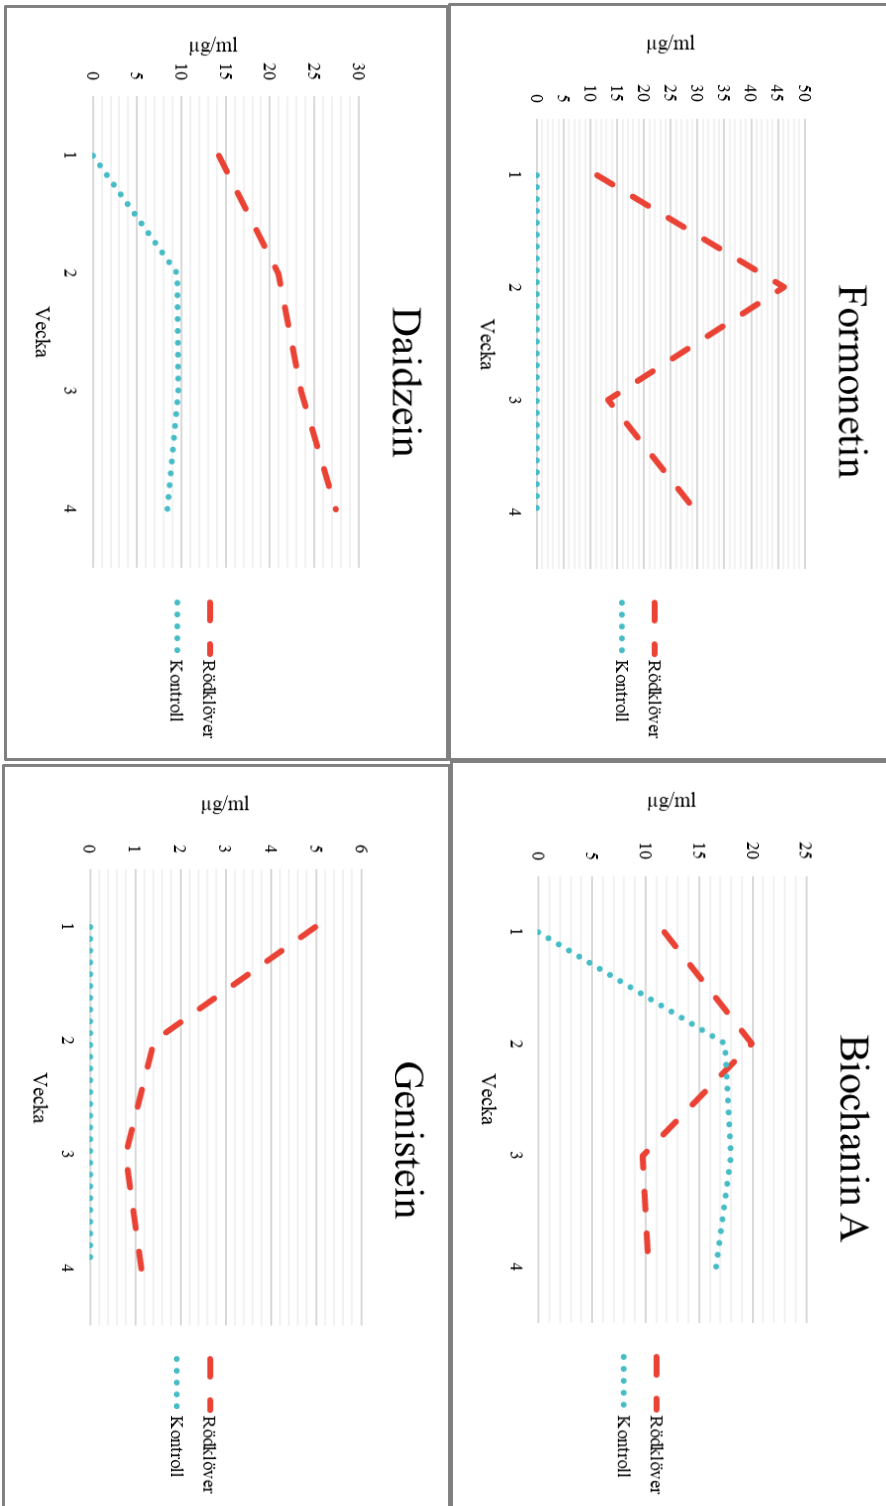 Formonetin
µg/ml
50
45
40
35
30
25
20
15
10
5
0
1
2
3
4
Vecka
Rödklöver
Kontroll
Biochanin A
µg/ml
25
20
15
10
5
0
1
2
3
4
Vecka
Rödklöver
Kontroll
Daidzein
µg/ml
30
25
20
15
10
5
0
1
2
3
4
Vecka
Rödklöver
Kontroll
Genistein
µg/ml
6
5
4
3
2
1
0
1
2
3
4
Vecka
Rödklöver
Kontroll